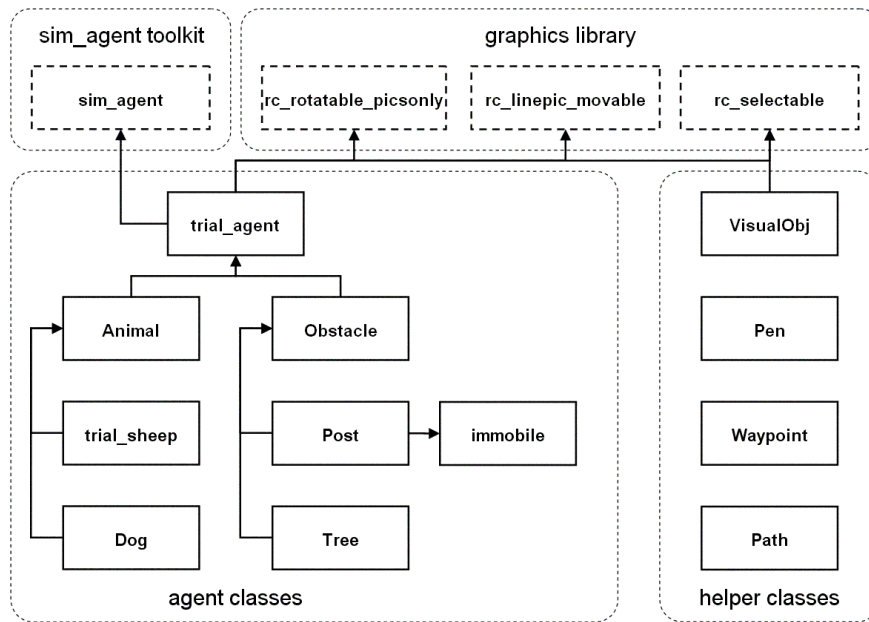 sim_agent toolkit
graphics library
sim_agent
rc_rotatable_picsonly
rc_linepic_movable
rc_selectable
trial_agent
VisualObj
Animal
Obstacle
Pen
trial_sheep
Post
immobile
Waypoint
Dog
Tree
Path
agent classes
helper classes